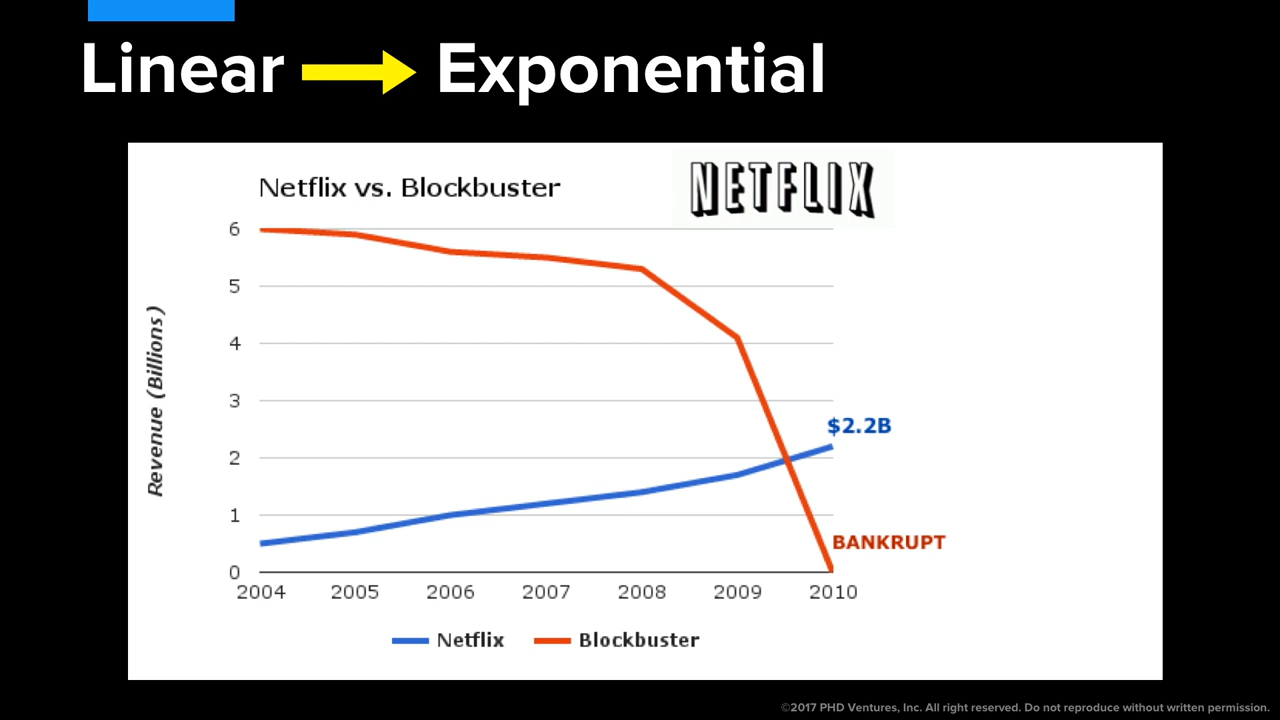 Linear Exponential
Netflix vs. Blockbuster
NETFLIX
6
5
4
3
2
1
0
Revenue (Billions)
$2.2B
BANKRUPT
2004 2005 2006 2007 2008 2009 2010
Netflix Blockbuster
©2017 PHD Ventures, Inc. All right reserved. Do not reproduce without written permission.